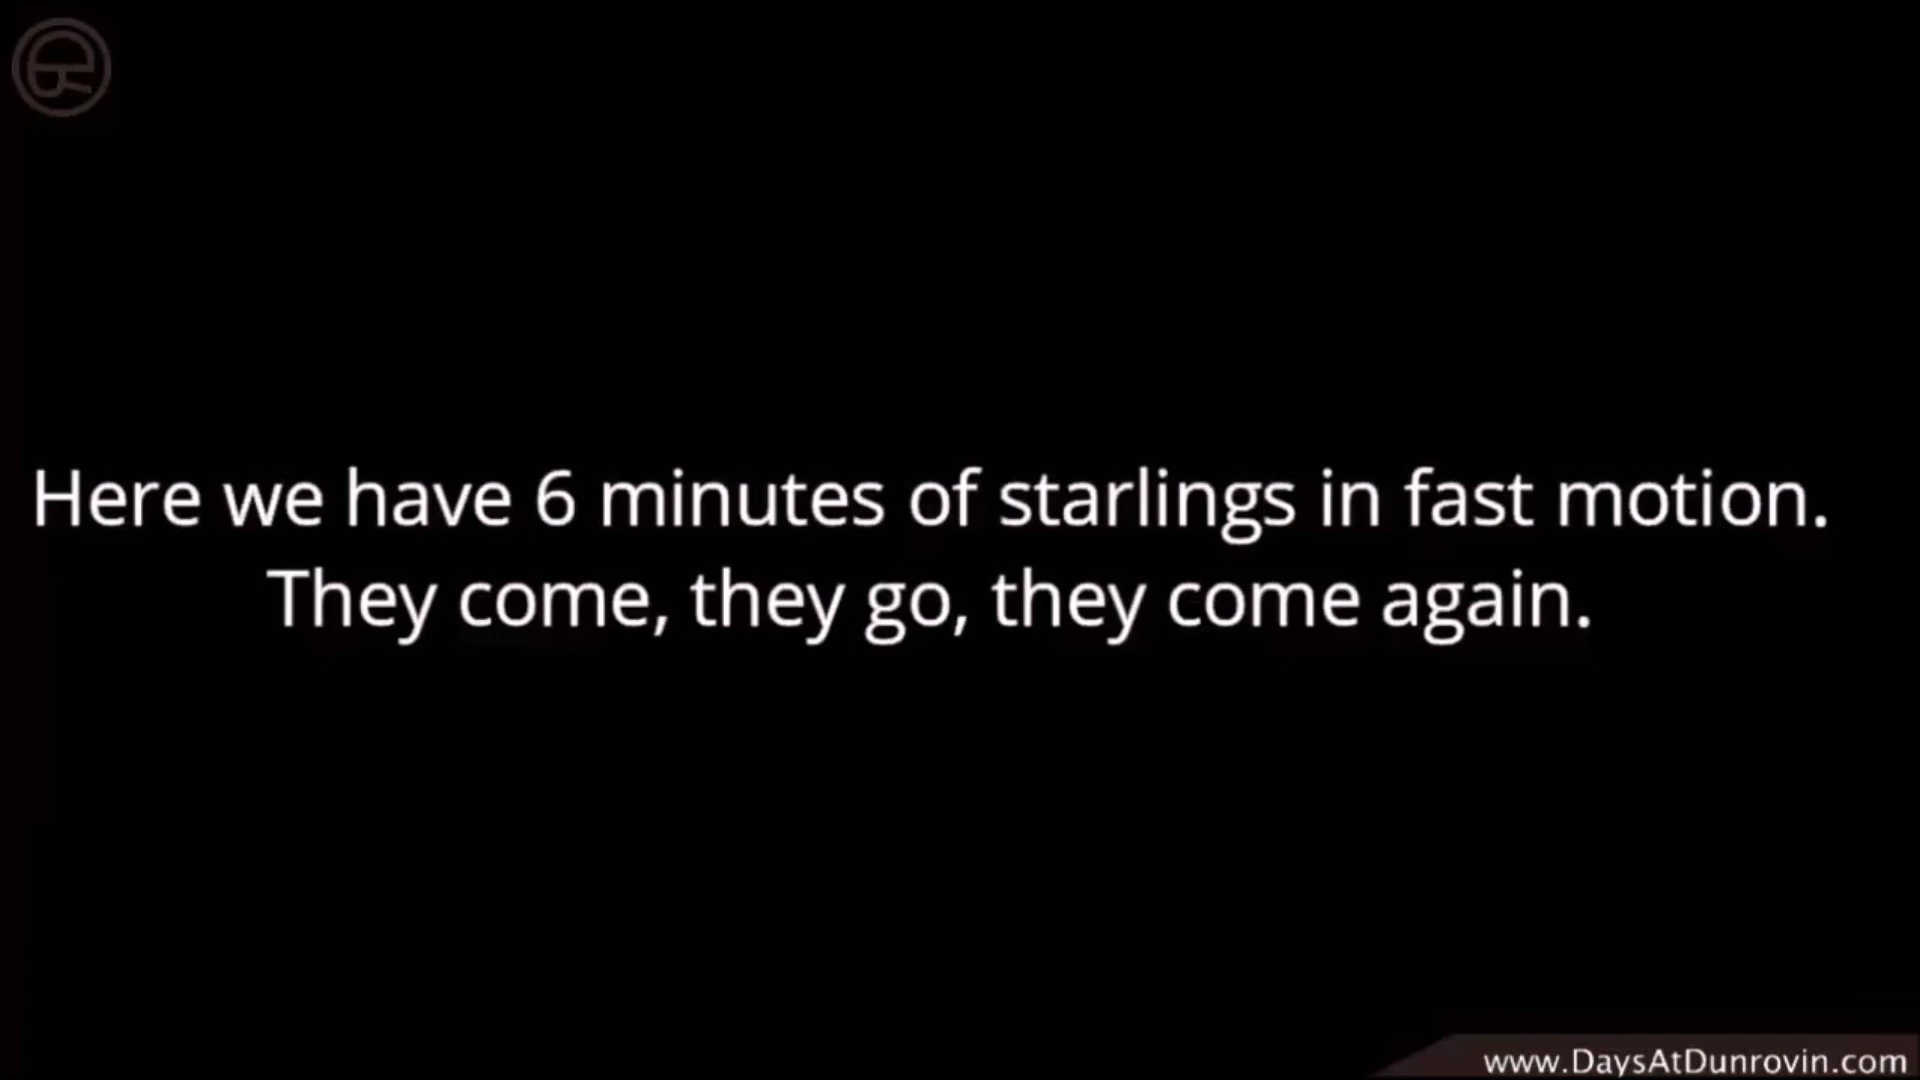 Here we have 6 minutes of starlings in fast motion.
They come, they go, they come again.
www.DaysAtDunrovin.com